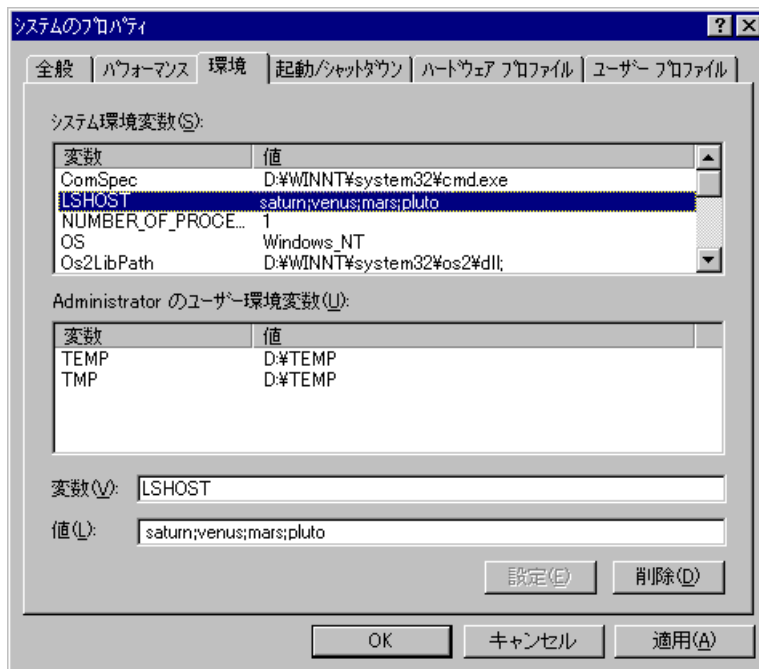 システムのプロパティ
全般 パフォーマンス 環境 起動/シャットダウン ハードウェア プロファイル ユーザー プロファイル
システム環境変数(S):
変数 値
ComSpec D:¥WINNT¥system32¥cmd.exe
LSHOST saturn;venus;mars;pluto
NUMBER_OF_PROCE... 1
OS Windows_NT
Os2LibPath D:¥WINNT¥system32¥os2¥dll;
Administrator のユーザー環境変数(U):
変数 値
TEMP D:¥TEMP
TMP D:¥TEMP
変数(V): LSHOST
値(L): saturn;venus;mars;pluto
設定(E) 削除(D)
OK キャンセル 適用(A)